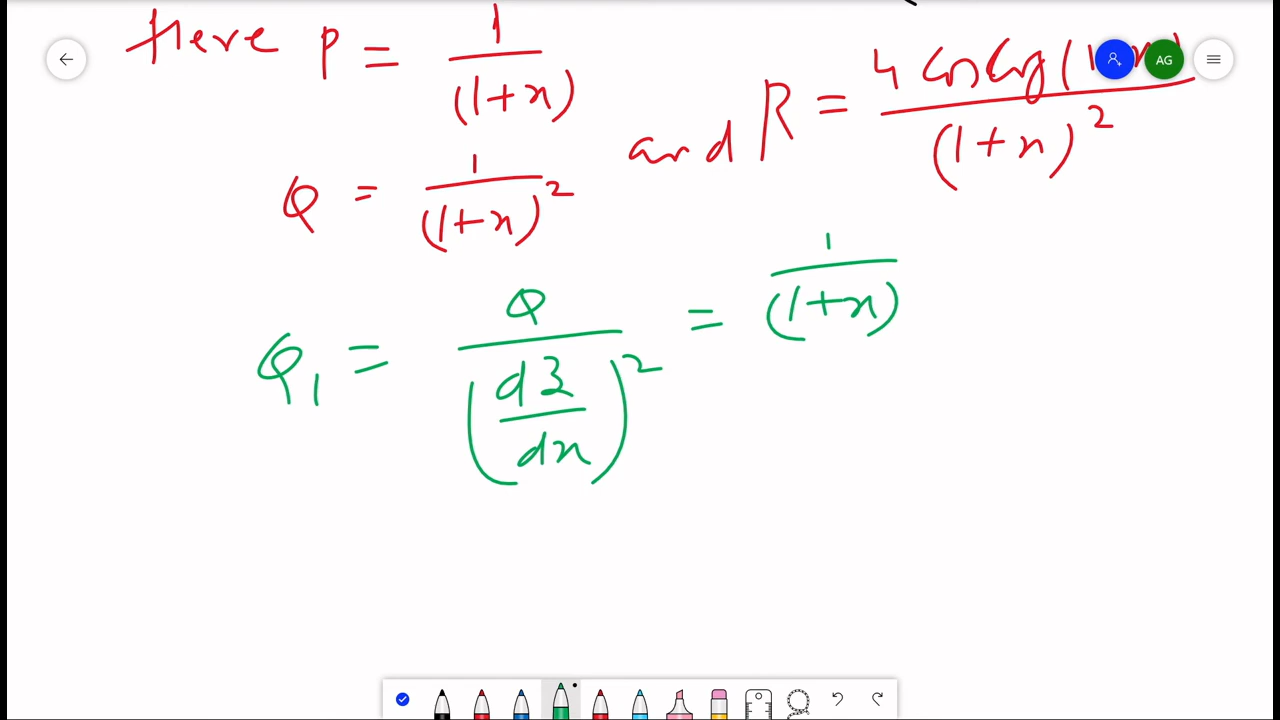 Here P = 1/(1+x)
and R = 4 cos log(1+x)/(1+x)^2
Q = 1/(1+x)^2
Q1 = Q/(dz/dx)^2 = 1/(1+x)
AG